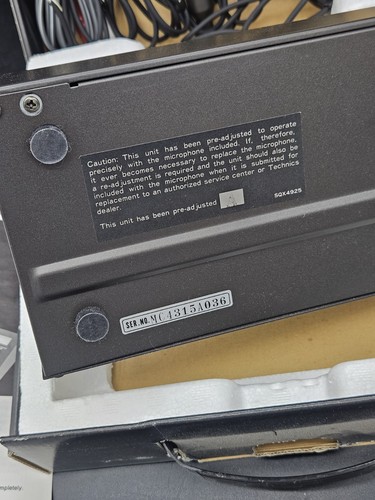 Caution: This unit has been pre-adjusted to operate
precisely with the microphone included. If, therefore,
it ever becomes necessary to replace the microphone,
a re-adjustment is required and the unit should also be
included with the microphone when it is submitted for
replacement to an authorized service center or Technics
dealer.
SQX4925
This unit has been pre-adjusted
SER.NO. MC4315A036
mpletely.